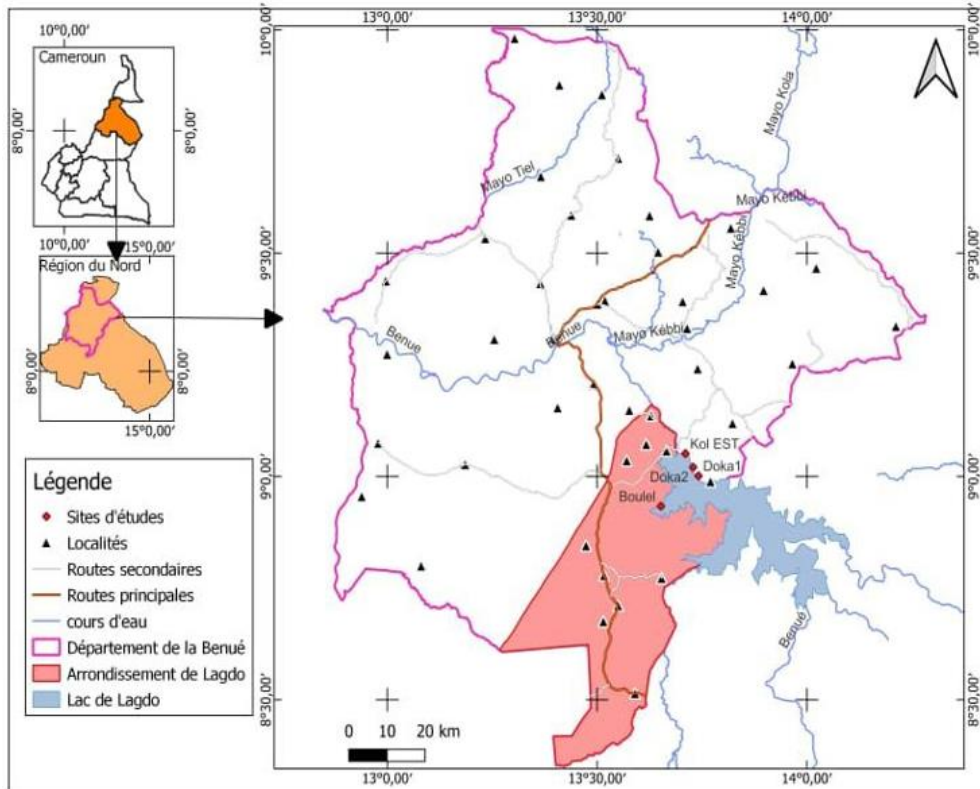 10°0,00'
Cameroun
8°0,00'
8°0,00'
10°0,00'
15°0,00'
Région du Nord
8°0,00'
8°0,00'
15°0,00'
Légende
Sites d'études
Localités
Routes secondaires
Routes principales
cours d'eau
Département de la Benué
Arrondissement de Lagdo
Lac de Lagdo
13°0,00'
13°30,00'
14°0,00'
10°0,00'
10°0,00'
Mayo Kola
Mayo Tiel
Mayo Kebbi
9°30,00'
9°30,00'
Mayo Kébbi
Benue
Benue
Mayo Kébbi
Kol EST
Doka1
Doka2
9°0,00'
9°0,00'
Boulel
Benué
8°30,00'
8°30,00'
0 10 20 km
13°0,00'
13°30,00'
14°0,00'